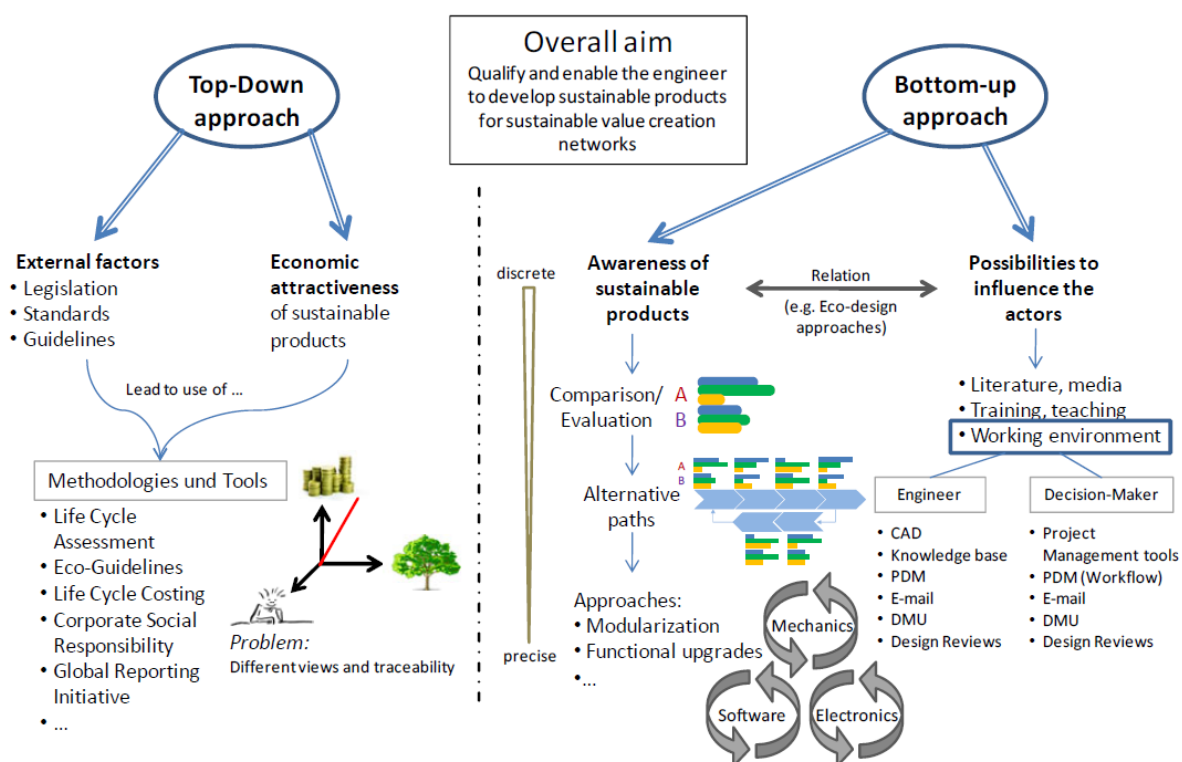 Overall aim
Qualify and enable the engineer
to develop sustainable products
for sustainable value creation
networks
Top-Down
approach
External factors
• Legislation
• Standards
• Guidelines
Economic
attractiveness
of sustainable
products
Lead to use of ...
Methodologies und Tools
• Life Cycle
Assessment
• Eco-Guidelines
• Life Cycle Costing
• Corporate Social
Responsibility
• Global Reporting
Initiative
• ...
Problem:
Different views and traceability
Bottom-up
approach
discrete
precise
Awareness of
sustainable
products
Relation
(e.g. Eco-design
approaches)
Possibilities to
influence the
actors
Comparison/
Evaluation
A
B
Alternative
paths
A
B
Approaches:
• Modularization
• Functional upgrades
•...
Mechanics
Software
Electronics
• Literature, media
• Training, teaching
• Working environment
Engineer
• CAD
• Knowledge base
• PDM
• E-mail
• DMU
• Design Reviews
Decision-Maker
• Project
Management tools
• PDM (Workflow)
• E-mail
• DMU
• Design Reviews